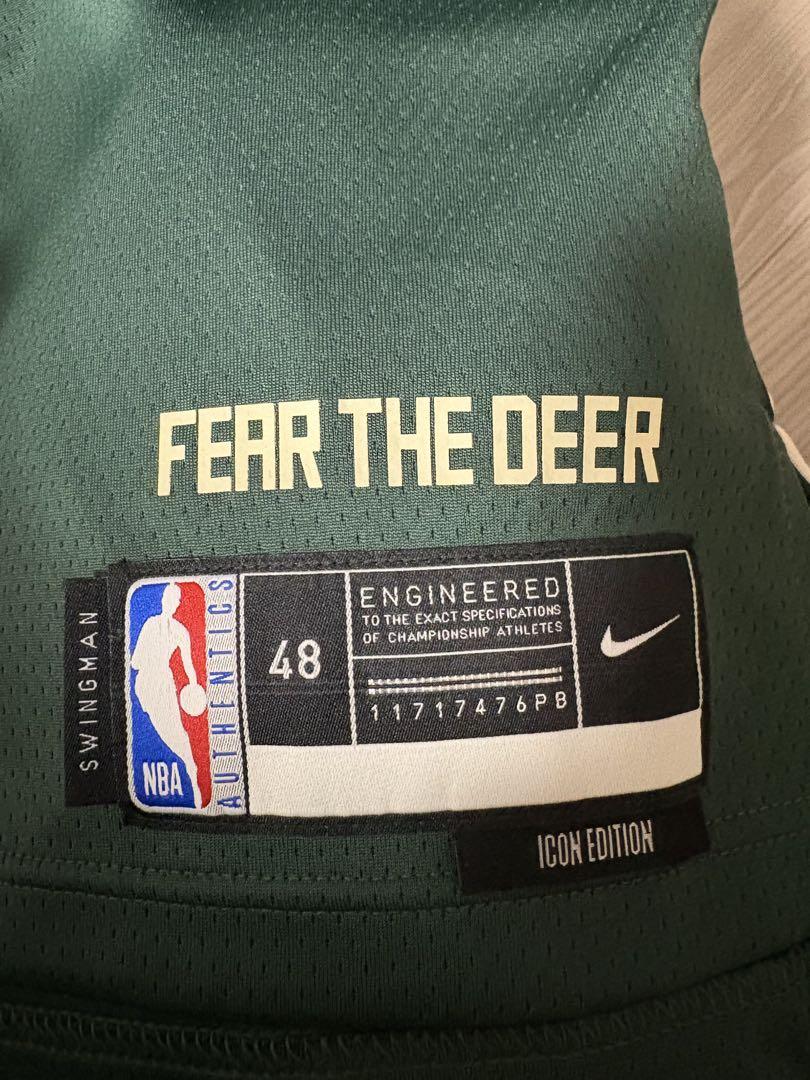 FEAR THE DEER
SWINGMAN
NBA
AUTHENTICS
48
ENGINEERED
TO THE EXACT SPECIFICATIONS
OF CHAMPIONSHIP ATHLETES
11717476PB
ICON EDITION